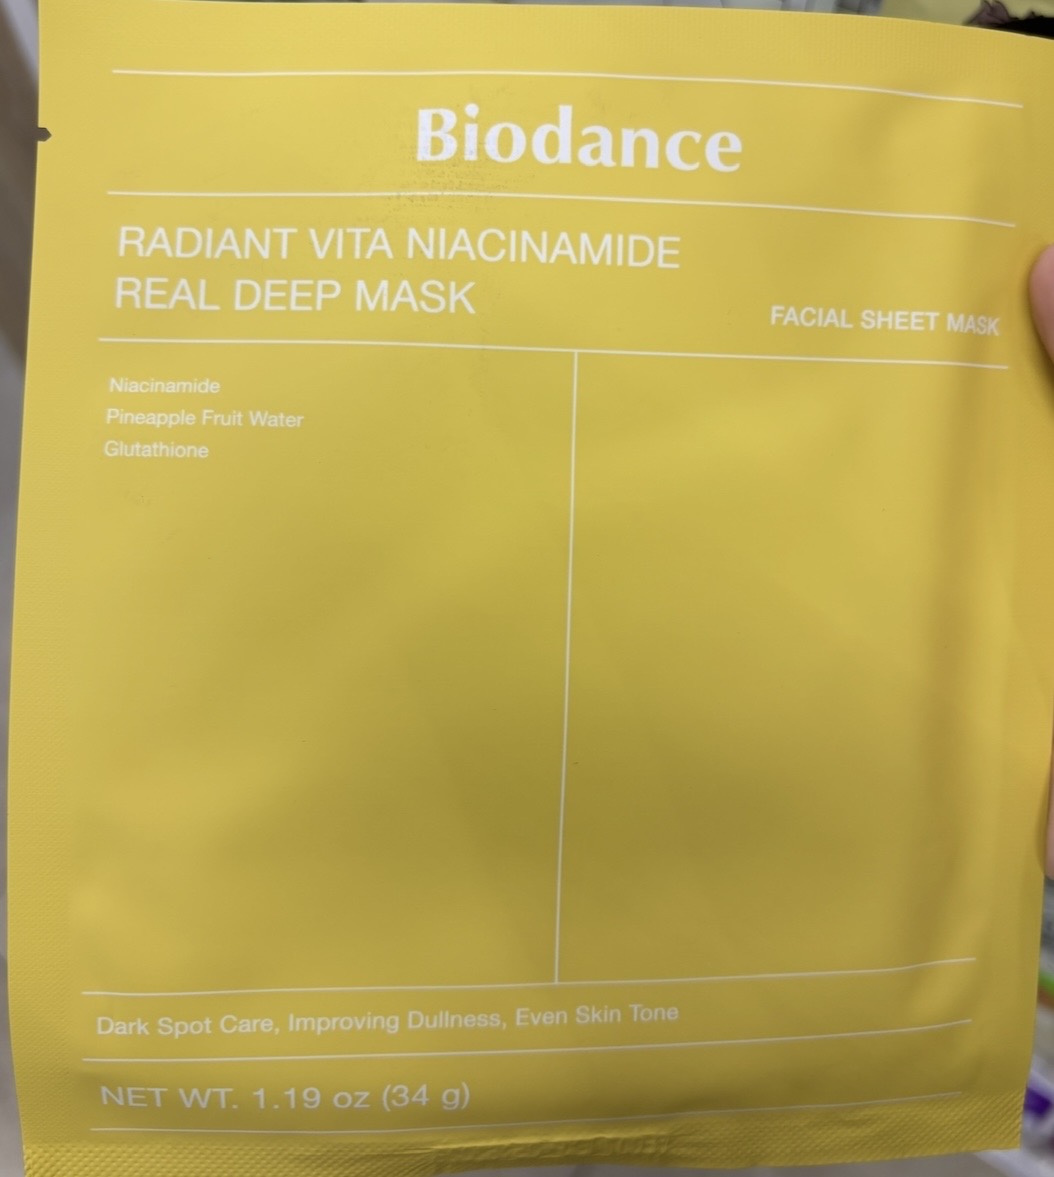 Biodance
RADIANT VITA NIACINAMIDE
REAL DEEP MASK
FACIAL SHEET MASK
Niacinamide
Pineapple Fruit Water
Glutathione
Dark Spot Care, Improving Dullness, Even Skin Tone
NET WT. 1.19 oz (34 g)